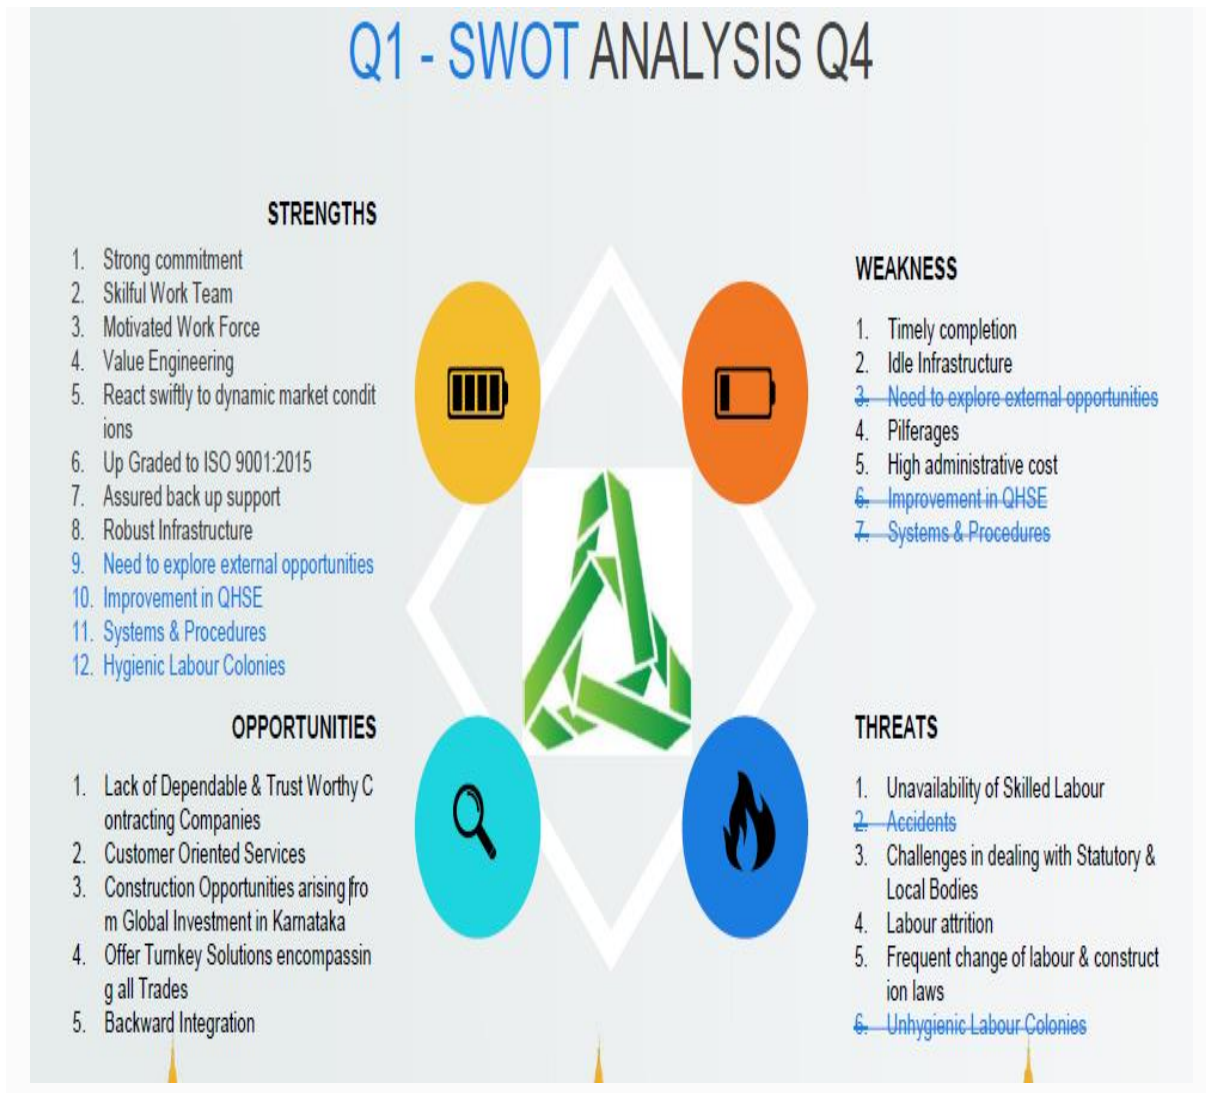 Q1 - SWOT ANALYSIS Q4
STRENGTHS
1. Strong commitment
2. Skilful Work Team
3. Motivated Work Force
4. Value Engineering
5. React swiftly to dynamic market condit
ions
6. Up Graded to ISO 9001:2015
7. Assured back up support
8. Robust Infrastructure
9. Need to explore external opportunities
10. Improvement in QHSE
11. Systems & Procedures
12. Hygienic Labour Colonies
WEAKNESS
1. Timely completion
2. Idle Infrastructure
3. Need to explore external opportunities
4. Pilferages
5. High administrative cost
6. Improvement in QHSE
7. Systems & Procedures
OPPORTUNITIES
1. Lack of Dependable & Trust Worthy C
ontracting Companies
2. Customer Oriented Services
3. Construction Opportunities arising fro
m Global Investment in Karnataka
4. Offer Turnkey Solutions encompassin
g all Trades
5. Backward Integration
THREATS
1. Unavailability of Skilled Labour
2. Accidents
3. Challenges in dealing with Statutory &
Local Bodies
4. Labour attrition
5. Frequent change of labour & construct
ion laws
6. Unhygienic Labour Colonies